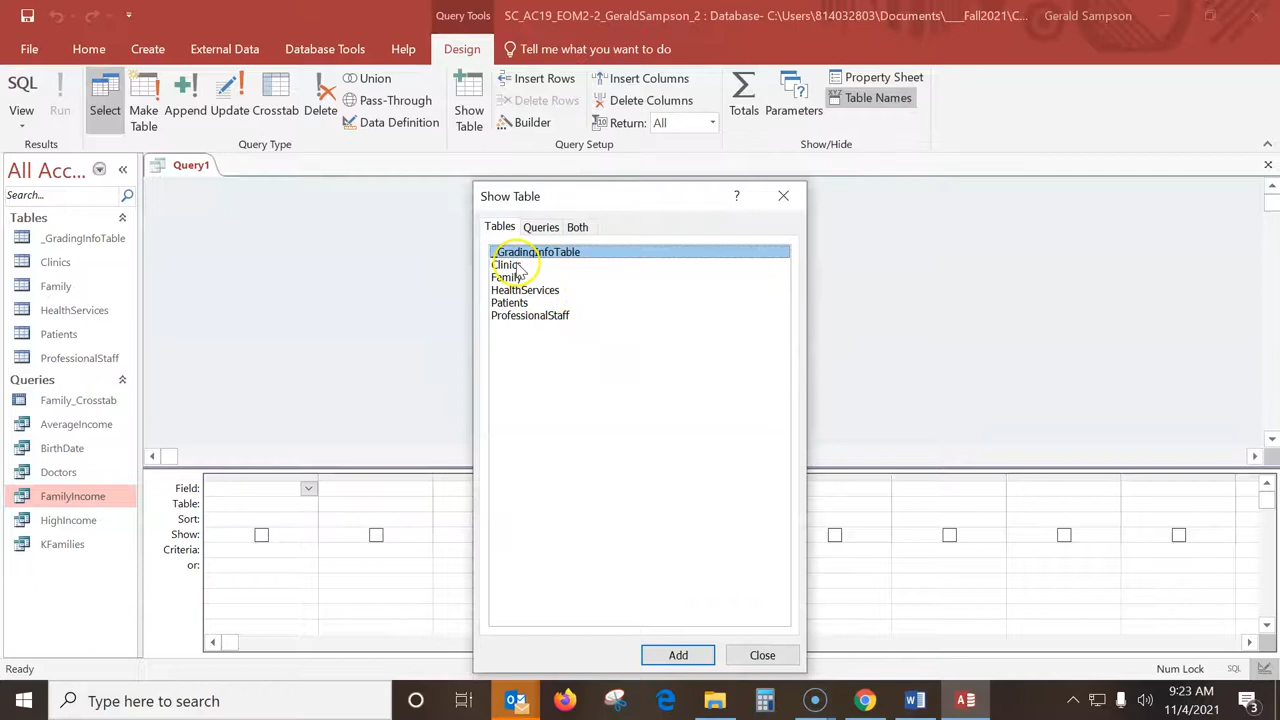 Query Tools
SC_AC19_EOM2-2_GeraldSampson_2 : Database- C:\Users\814032803\Documents\___Fall2021\C...
Gerald Sampson
File
Home
Create
External Data
Database Tools
Help
Design
Tell me what you want to do
SQL
View
Run
Select
Make Table
Append
Update
Crosstab
Delete
Union
Pass-Through
Data Definition
Show Table
Insert Rows
Delete Rows
Builder
Insert Columns
Delete Columns
Return: All
Totals
Parameters
Property Sheet
XYZ Table Names
Results
Query Type
Query Setup
Show/Hide
All Acc...
Search...
Query1
Tables
_GradingInfoTable
Clinics
Family
HealthServices
Patients
ProfessionalStaff
Queries
Family_Crosstab
AverageIncome
BirthDate
Doctors
FamilyIncome
HighIncome
KFamilies
Show Table
?
Tables
Queries
Both
_GradingInfoTable
Clinics
Family
HealthServices
Patients
ProfessionalStaff
Add
Close
Field:
Table:
Sort:
Show:
Criteria:
or:
Ready
Num Lock
SQL
Type here to search
9:23 AM
11/4/2021
3